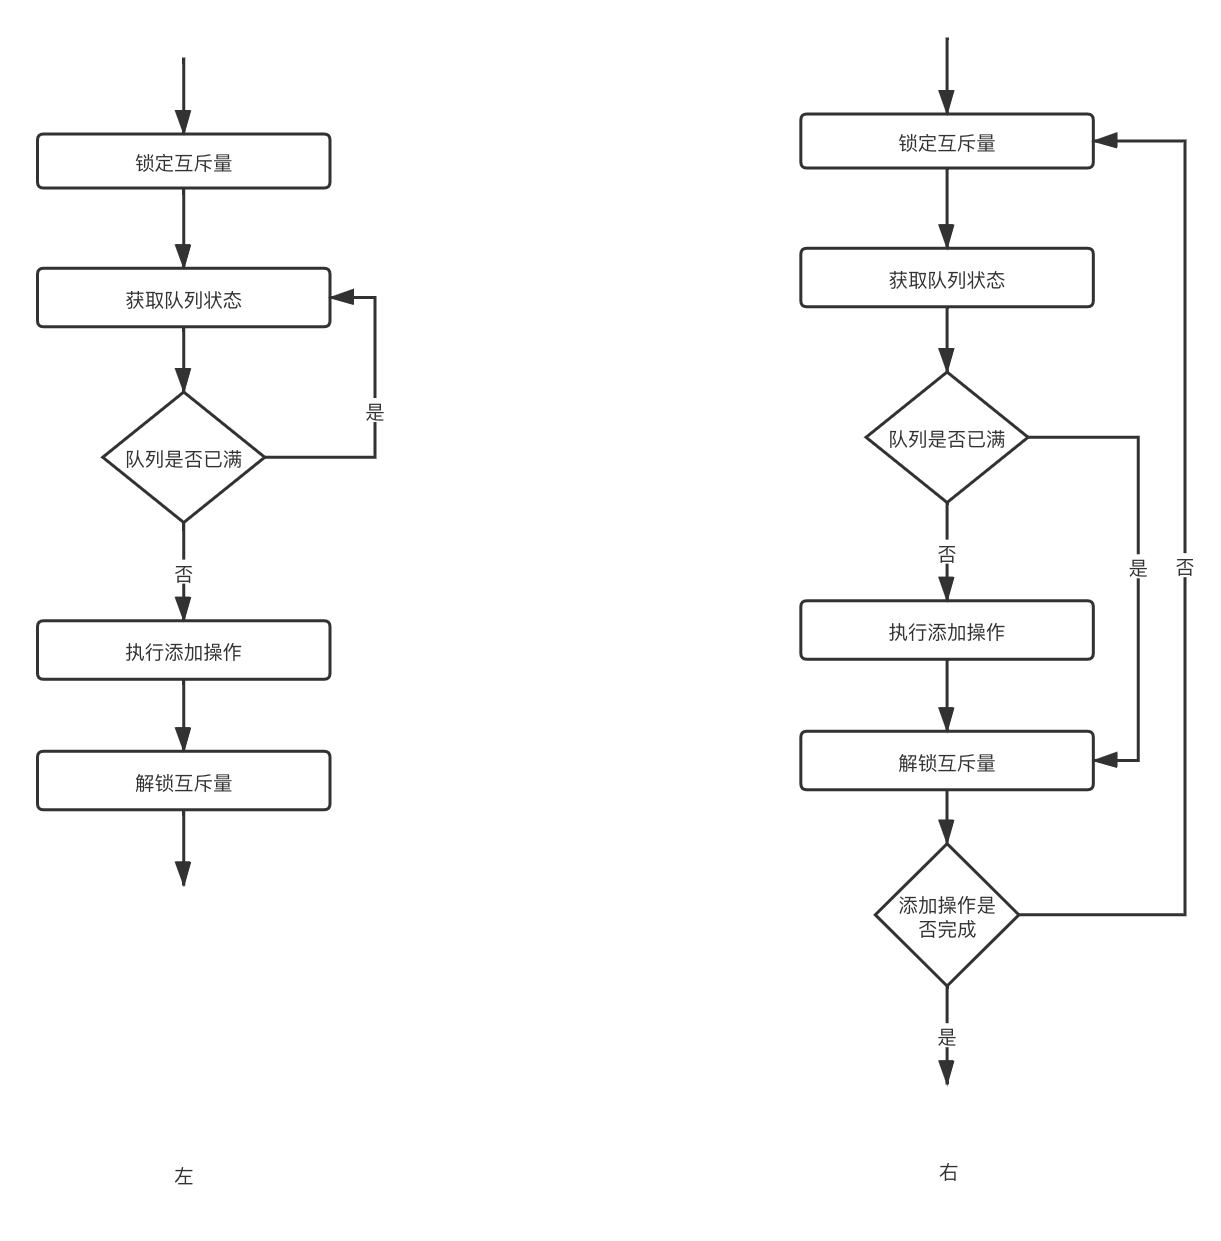 锁定互斥量
获取队列状态
是
队列是否已满
否
执行添加操作
解锁互斥量
左
锁定互斥量
获取队列状态
队列是否已满
否
是
否
执行添加操作
解锁互斥量
添加操作是
否完成
是
右